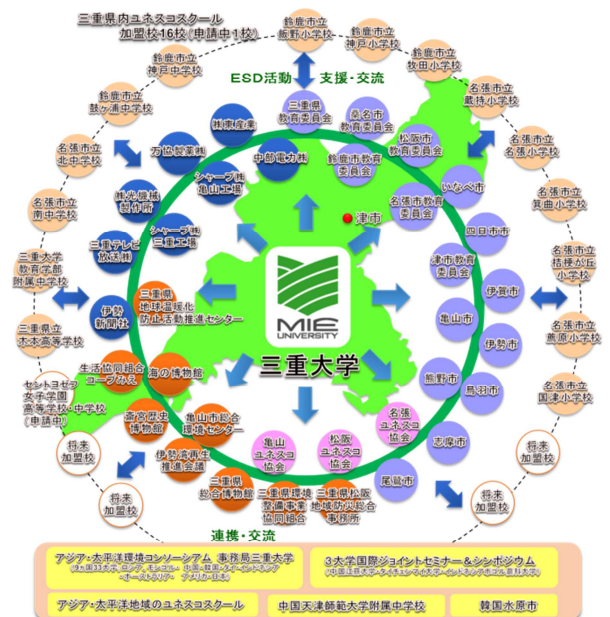 三重県内ユネスコスクール
加盟校16校(申請中1校)
鈴鹿市立
飯野小学校
鈴鹿市立
神戸小学校
鈴鹿市立
牧田小学校
名張市立
蔵持小学校
名張市立
名張小学校
名張市立
箕曲小学校
名張市立
桔梗が丘
小学校
名張市立
薦原小学校
名張市立
国津小学校
将来
加盟校
将来
加盟校
鈴鹿市立
神戸中学校
鈴鹿市立
鼓ヶ浦中学校
名張市立
北中学校
名張市立
南中学校
三重大学
教育学部
附属中学校
三重県立
木本高等学校
セントヨゼフ
女子学園
高等学校・中学校
(申請中)
将来
加盟校
将来
加盟校
ESD活動
支援・交流
三重県
教育委員会
桑名市
教育委員会
松阪市
教育委員会
鈴鹿市教育
委員会
名張市教育
委員会
いなべ市
四日市市
津市教育
委員会
伊賀市
亀山市
伊勢市
熊野市
鳥羽市
志摩市
尾鷲市
㈱東産業
中部電力㈱
万協製薬㈱
シャープ㈱
亀山工場
㈱光機械
製作所
シャープ㈱
三重工場
三重テレビ
放送㈱
伊勢
新聞社
三重県
地球温暖化
防止活動推進センター
生活協同組合
コープみえ
海の博物館
斎宮歴史
博物館
亀山市総合
環境センター
伊勢湾再生
推進会議
三重県
総合博物館
三重県環境
整備事業
協同組合
三重県松阪
地域防災総合
事務所
亀山
ユネスコ
協会
松阪
ユネスコ
協会
名張
ユネスコ
協会
津市
MIE
UNIVERSITY
三重大学
連携・交流
アジア・太平洋環境コンソーシアム 事務局三重大学
3大学国際ジョイントセミナー&シンポジウム
アジア・太平洋地域のユネスコスクール
中国天津師範大学附属中学校
韓国水原市